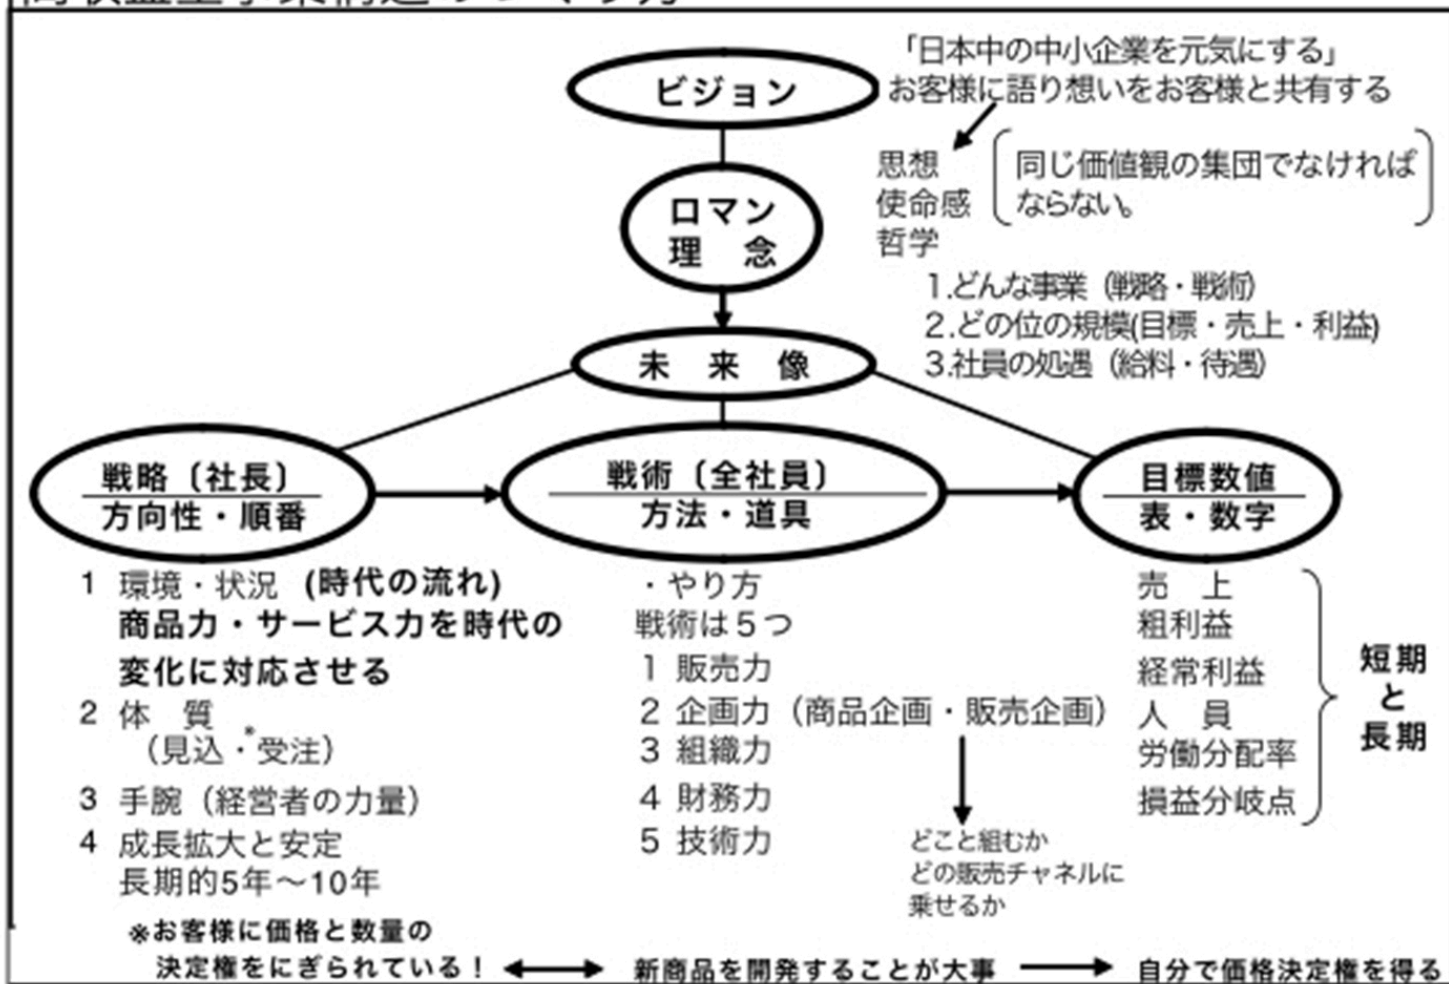 ビジョン
「日本中の中小企業を元気にする」
お客様に語り想いをお客様と共有する
ロマン
理　念
思想
使命感
哲学
同じ価値観の集団でなければ
ならない。
1.どんな事業（戦略・戦術）
2.どの位の規模(目標・売上・利益)
3.社員の処遇（給料・待遇）
未　来　像
戦略〔社長〕
方向性・順番
戦術〔全社員〕
方法・道具
目標数値
表・数字
1 環境・状況 (時代の流れ)
商品力・サービス力を時代の
変化に対応させる
2 体　質
（見込・※受注）
3 手腕（経営者の力量）
4 成長拡大と安定
長期的5年〜10年
・やり方
戦術は５つ
1 販売力
2 企画力（商品企画・販売企画）
3 組織力
4 財務力
5 技術力
どこと組むか
どの販売チャネルに
乗せるか
売　上
粗利益
経常利益
人　員
労働分配率
損益分岐点
短期
と
長期
※お客様に価格と数量の
決定権をにぎられている！
新商品を開発することが大事
自分で価格決定権を得る